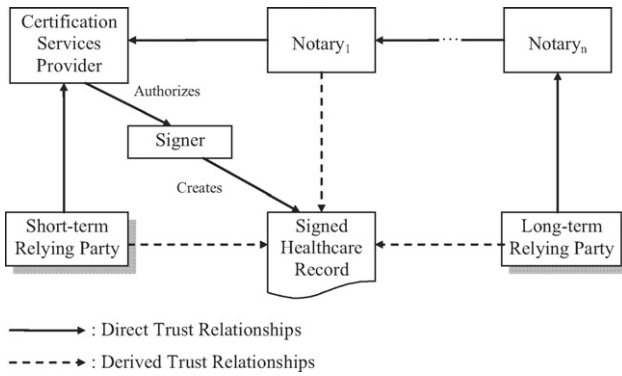 Certification
Services
Provider
Notary₁
...
Notaryₙ
Authorizes
Signer
Creates
Short-term
Relying Party
Signed
Healthcare
Record
Long-term
Relying Party
: Direct Trust Relationships
: Derived Trust Relationships